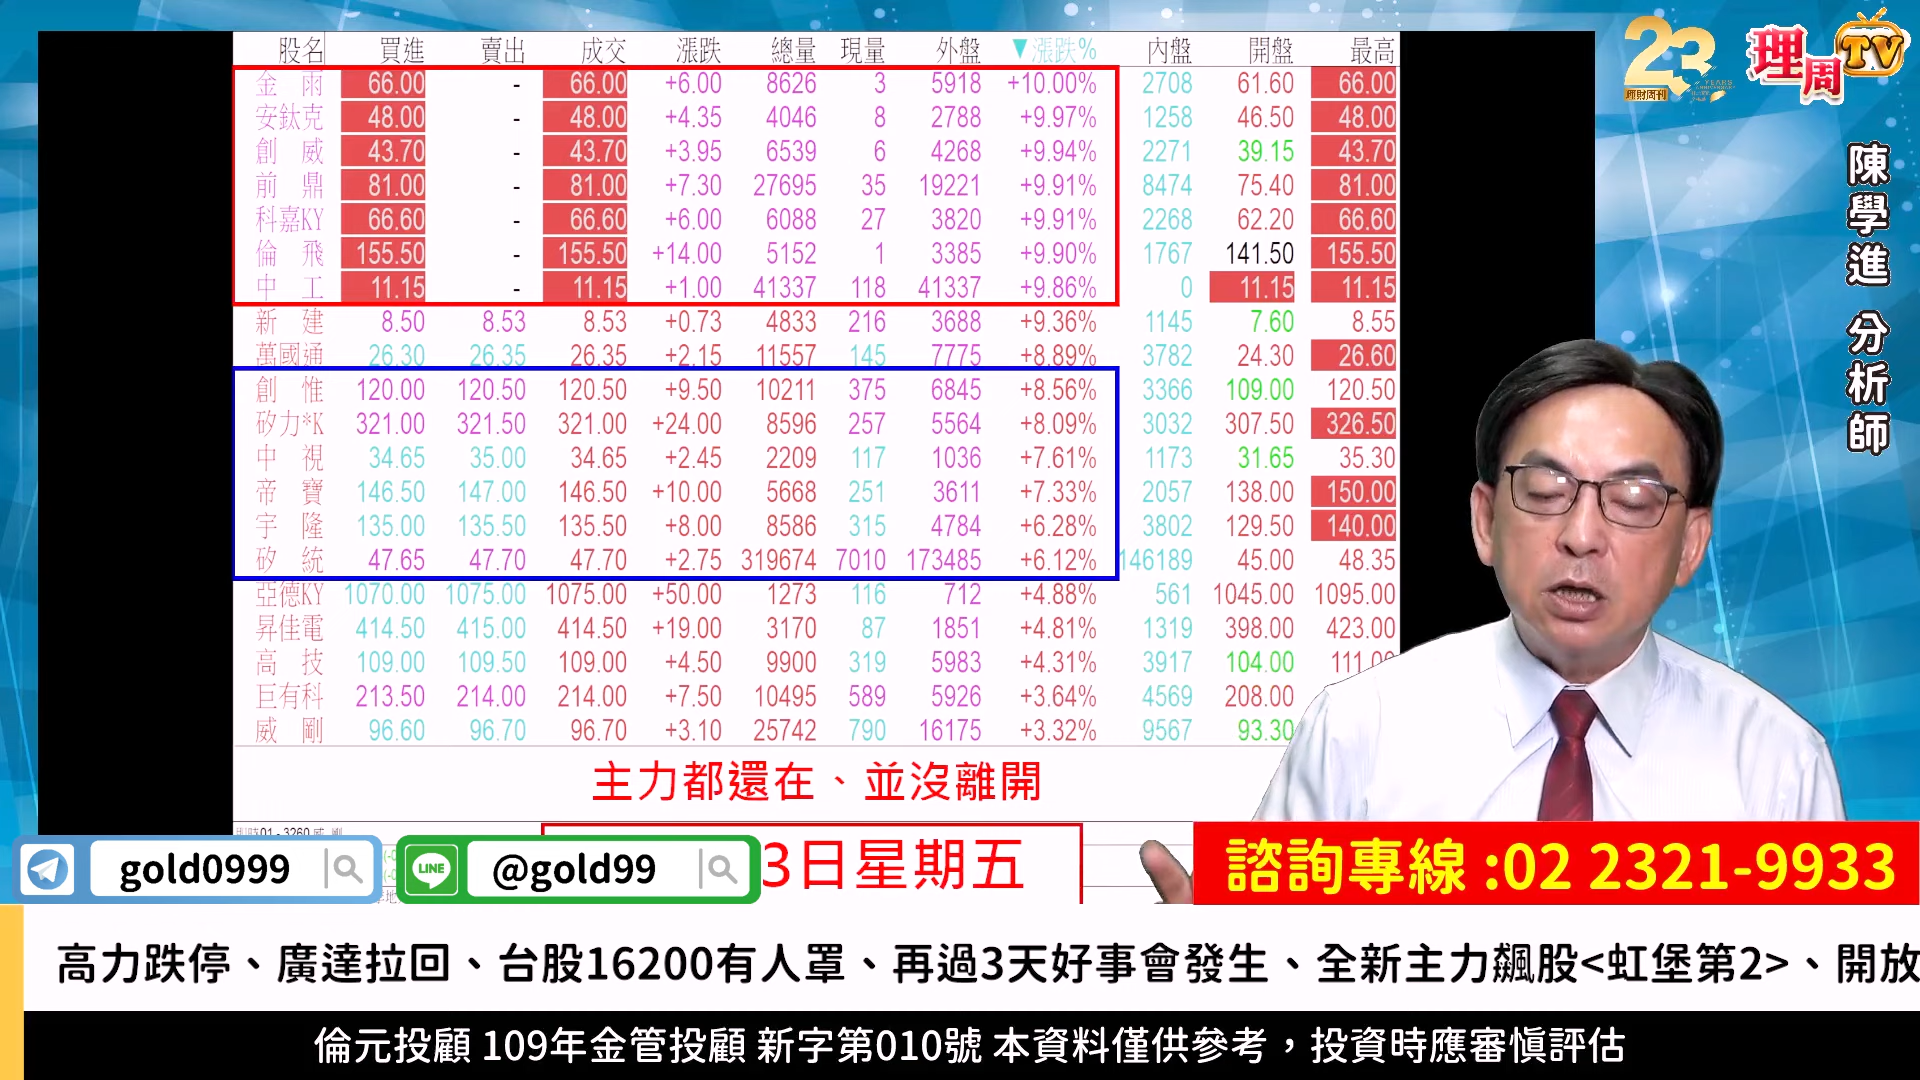 股名 買進 賣出 成交 漲跌 總量 現量 外盤 ▼漲跌% 內盤 開盤 最高
金雨 66.00 - 66.00 +6.00 8626 3 5918 +10.00% 2708 61.60 66.00
安鈦克 48.00 - 48.00 +4.35 4046 8 2788 +9.97% 1258 46.50 48.00
創威 43.70 - 43.70 +3.95 6539 6 4268 +9.94% 2271 39.15 43.70
前鼎 81.00 - 81.00 +7.30 27695 35 19221 +9.91% 8474 75.40 81.00
科嘉KY 66.60 - 66.60 +6.00 6088 27 3820 +9.91% 2268 62.20 66.60
倫飛 155.50 - 155.50 +14.00 5152 1 3385 +9.90% 1767 141.50 155.50
中工 11.15 - 11.15 +1.00 41337 118 41337 +9.86% 0 11.15 11.15
新建 8.50 8.53 8.53 +0.73 4833 216 3688 +9.36% 1145 7.60 8.55
萬國通 26.30 26.35 26.35 +2.15 11557 145 7775 +8.89% 3782 24.30 26.60
創惟 120.00 120.50 120.50 +9.50 10211 375 6845 +8.56% 3366 109.00 120.50
矽力*K 321.00 321.50 321.00 +24.00 8596 257 5564 +8.09% 3032 307.50 326.50
中視 34.65 35.00 34.65 +2.45 2209 117 1036 +7.61% 1173 31.65 35.30
帝寶 146.50 147.00 146.50 +10.00 5668 251 3611 +7.33% 2057 138.00 150.00
宇隆 135.00 135.50 135.50 +8.00 8586 315 4784 +6.28% 3802 129.50 140.00
矽統 47.65 47.70 47.70 +2.75 319674 7010 173485 +6.12% 146189 45.00 48.35
亞德KY 1070.00 1075.00 1075.00 +50.00 1273 116 712 +4.88% 561 1045.00 1095.00
昇佳電 414.50 415.00 414.50 +19.00 3170 87 1851 +4.81% 1319 398.00 423.00
高技 109.00 109.50 109.00 +4.50 9900 319 5983 +4.31% 3917 104.00 111.00
巨有科 213.50 214.00 214.00 +7.50 10495 589 5926 +3.64% 4569 208.00
威剛 96.60 96.70 96.70 +3.10 25742 790 16175 +3.32% 9567 93.30
主力都還在、並沒離開
3日星期五
23 YEARS ANNIVERSARY
理財周刊
理周TV
陳學進 分析師
gold0999
LINE @gold99
諮詢專線 :02 2321-9933
高力跌停、廣達拉回、台股16200有人罩、再過3天好事會發生、全新主力飆股<虹堡第2>、開放
倫元投顧 109年金管投顧 新字第010號 本資料僅供參考，投資時應審慎評估